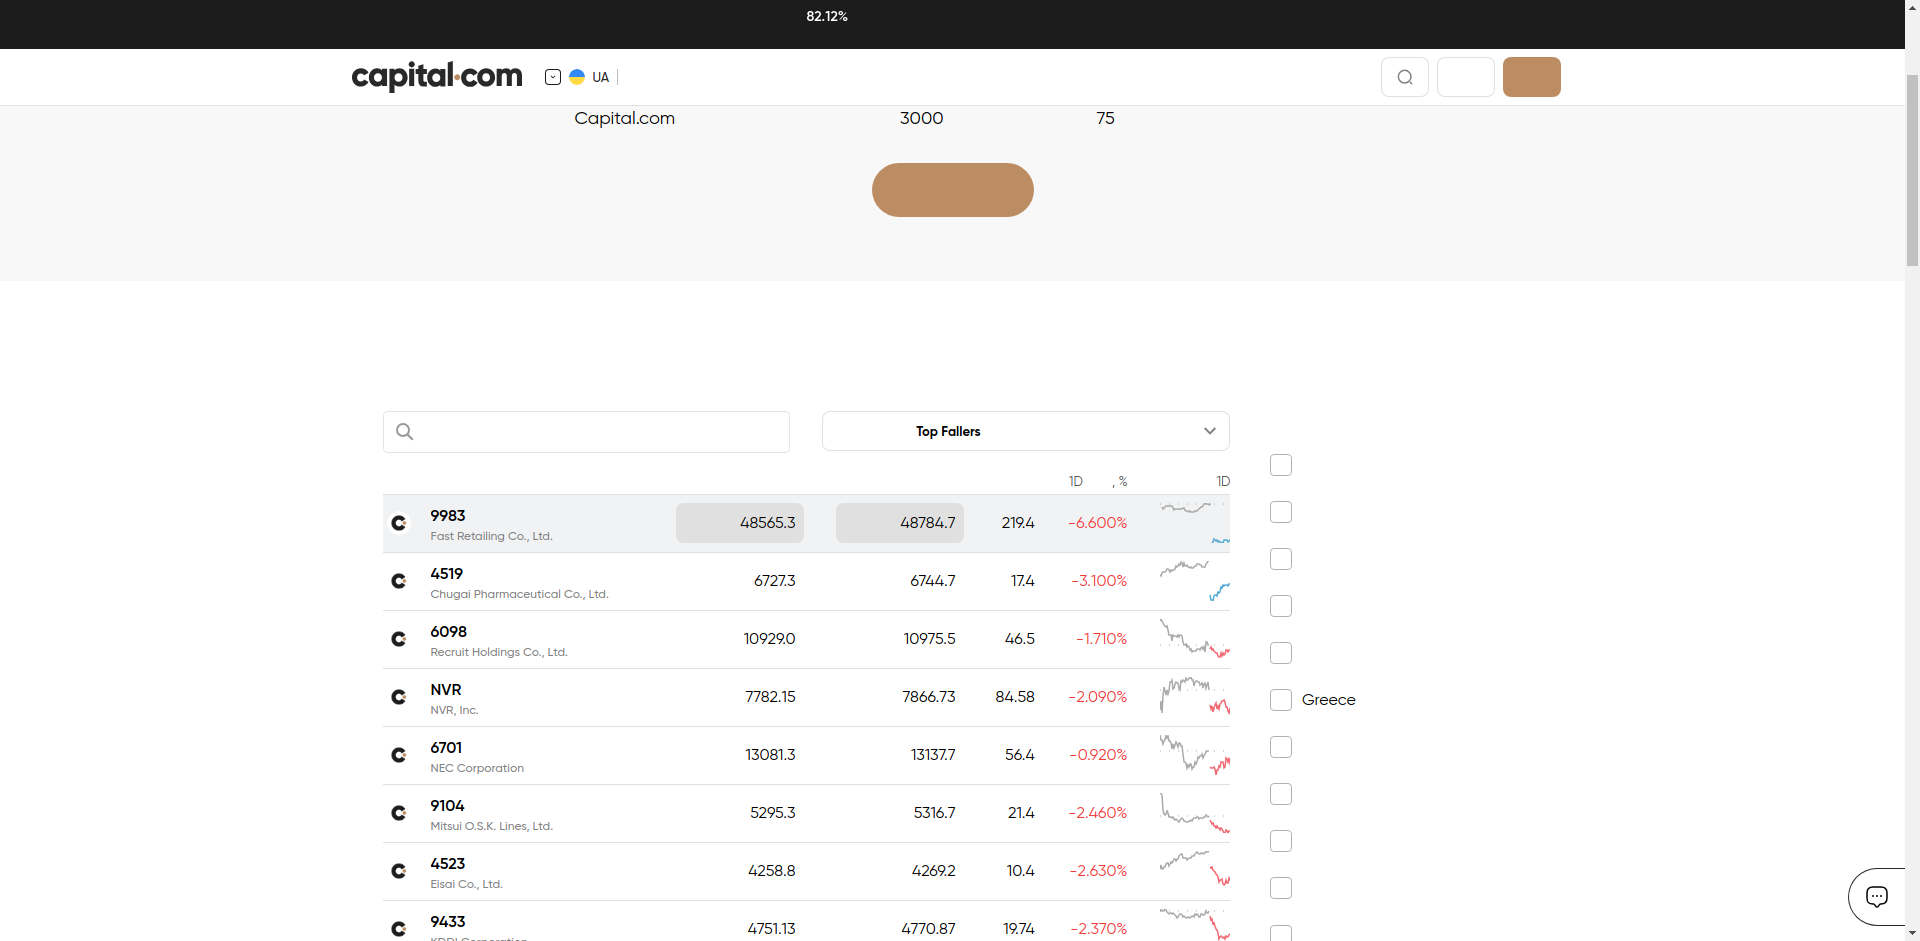 82.12%
capital.com
UA
Capital.com 3000 75
Top Fallers
1D , % 1D
9983 48565.3 48784.7 219.4 -6.600%
Fast Retailing Co., Ltd.
4519 6727.3 6744.7 17.4 -3.100%
Chugai Pharmaceutical Co., Ltd.
6098 10929.0 10975.5 46.5 -1.710%
Recruit Holdings Co., Ltd.
NVR 7782.15 7866.73 84.58 -2.090%
NVR, Inc.
Greece
6701 13081.3 13137.7 56.4 -0.920%
NEC Corporation
9104 5295.3 5316.7 21.4 -2.460%
Mitsui O.S.K. Lines, Ltd.
4523 4258.8 4269.2 10.4 -2.630%
Eisai Co., Ltd.
9433 4751.13 4770.87 19.74 -2.370%